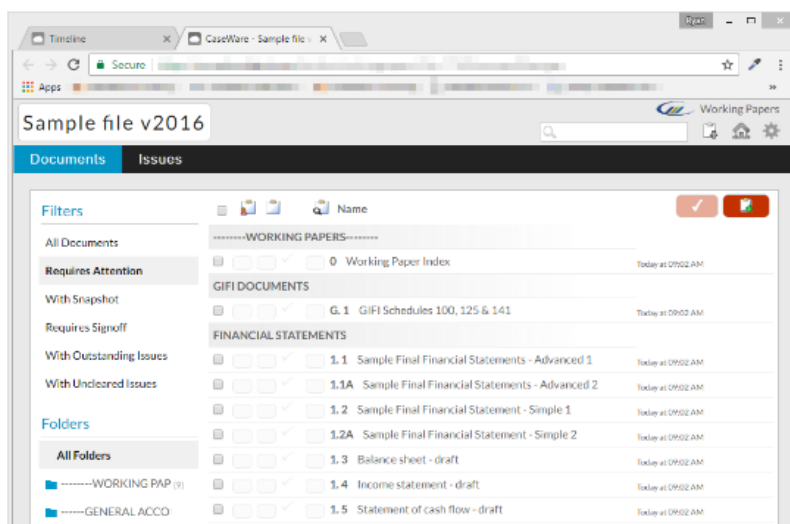 Ryan
Timeline
CaseWare - Sample file v
Secure
Apps
Working Papers
Sample file v2016
Documents Issues
Filters
All Documents
Requires Attention
With Snapshot
Requires Signoff
With Outstanding Issues
With Uncleared Issues
Folders
All Folders
--------WORKING PAP (9)
------GENERAL ACCO
Name
--------WORKING PAPERS--------
0 Working Paper Index Today at 09:02 AM
GIFI DOCUMENTS
G. 1 GIFI Schedules 100, 125 & 141 Today at 09:02 AM
FINANCIAL STATEMENTS
1. 1 Sample Final Financial Statements - Advanced 1 Today at 09:02 AM
1.1A Sample Final Financial Statements - Advanced 2 Today at 09:02 AM
1. 2 Sample Final Financial Statement - Simple 1 Today at 09:02 AM
1.2A Sample Final Financial Statement - Simple 2 Today at 09:02 AM
1. 3 Balance sheet - draft Today at 09:02 AM
1. 4 Income statement - draft Today at 09:02 AM
1. 5 Statement of cash flow - draft Today at 09:02 AM